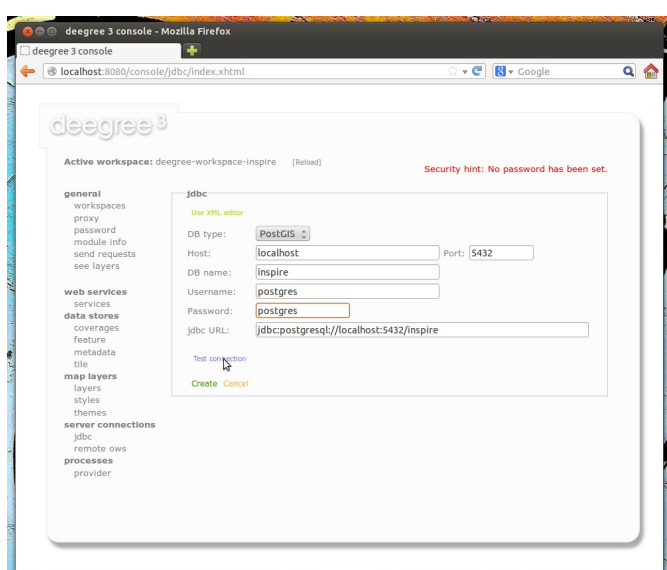 deegree 3 console - Mozilla Firefox
deegree 3 console
localhost:8080/console/jdbc/index.xhtml
Google
deegree 3
Active workspace: deegree-workspace-inspire [Reload]
Security hint: No password has been set.
general
workspaces
proxy
password
module info
send requests
see layers
web services
services
data stores
coverages
feature
metadata
tile
map layers
layers
styles
themes
server connections
jdbc
remote ows
processes
provider
jdbc
Use XML editor
DB type: PostGIS
Host: localhost Port: 5432
DB name: inspire
Username: postgres
Password: postgres
jdbc URL: jdbc:postgresql://localhost:5432/inspire
Test connection
Create Cancel